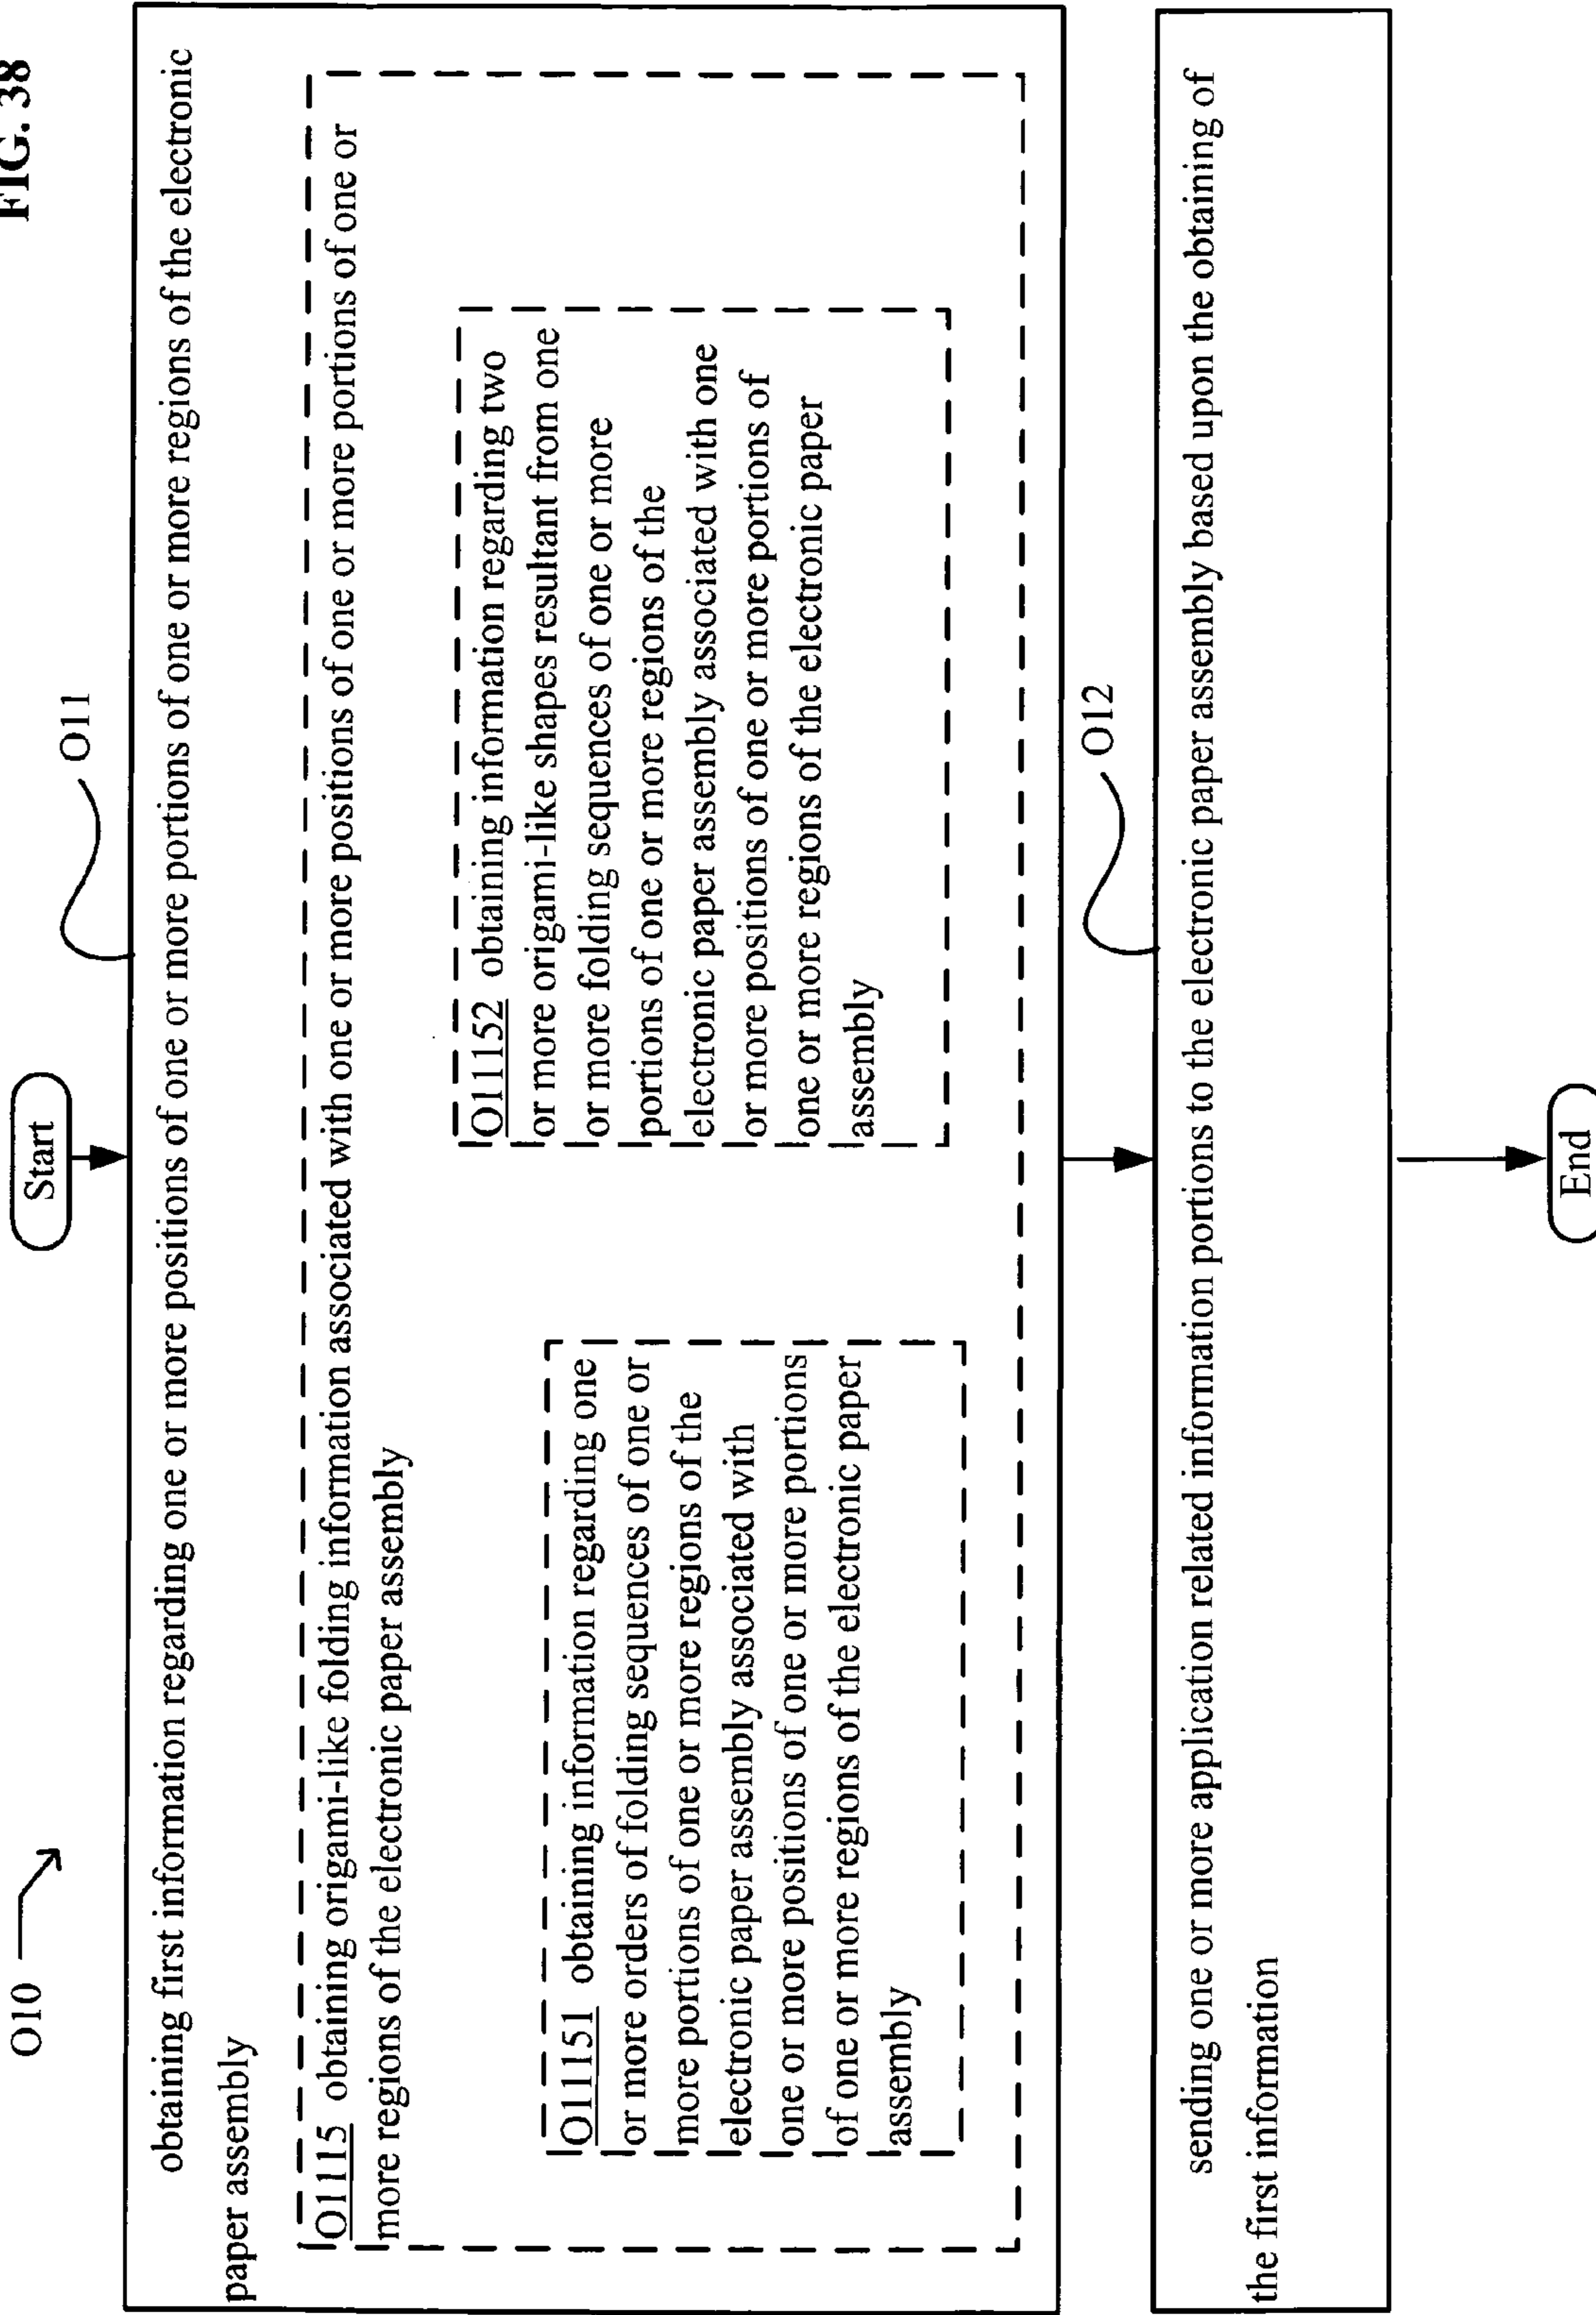 FIG. 38
O10
Start
O11
obtaining first information regarding one or more positions of one or more portions of one or more regions of the electronic
paper assembly
O1115 obtaining origami-like folding information associated with one or more positions of one or more portions of one or
more regions of the electronic paper assembly
O11151 obtaining information regarding one
or more orders of folding sequences of one or
more portions of one or more regions of the
electronic paper assembly associated with
one or more positions of one or more portions
of one or more regions of the electronic paper
assembly
O11152 obtaining information regarding two
or more origami-like shapes resultant from one
or more folding sequences of one or more
portions of one or more regions of the
electronic paper assembly associated with one
or more positions of one or more portions of
one or more regions of the electronic paper
assembly
O12
sending one or more application related information portions to the electronic paper assembly based upon the obtaining of
the first information
End